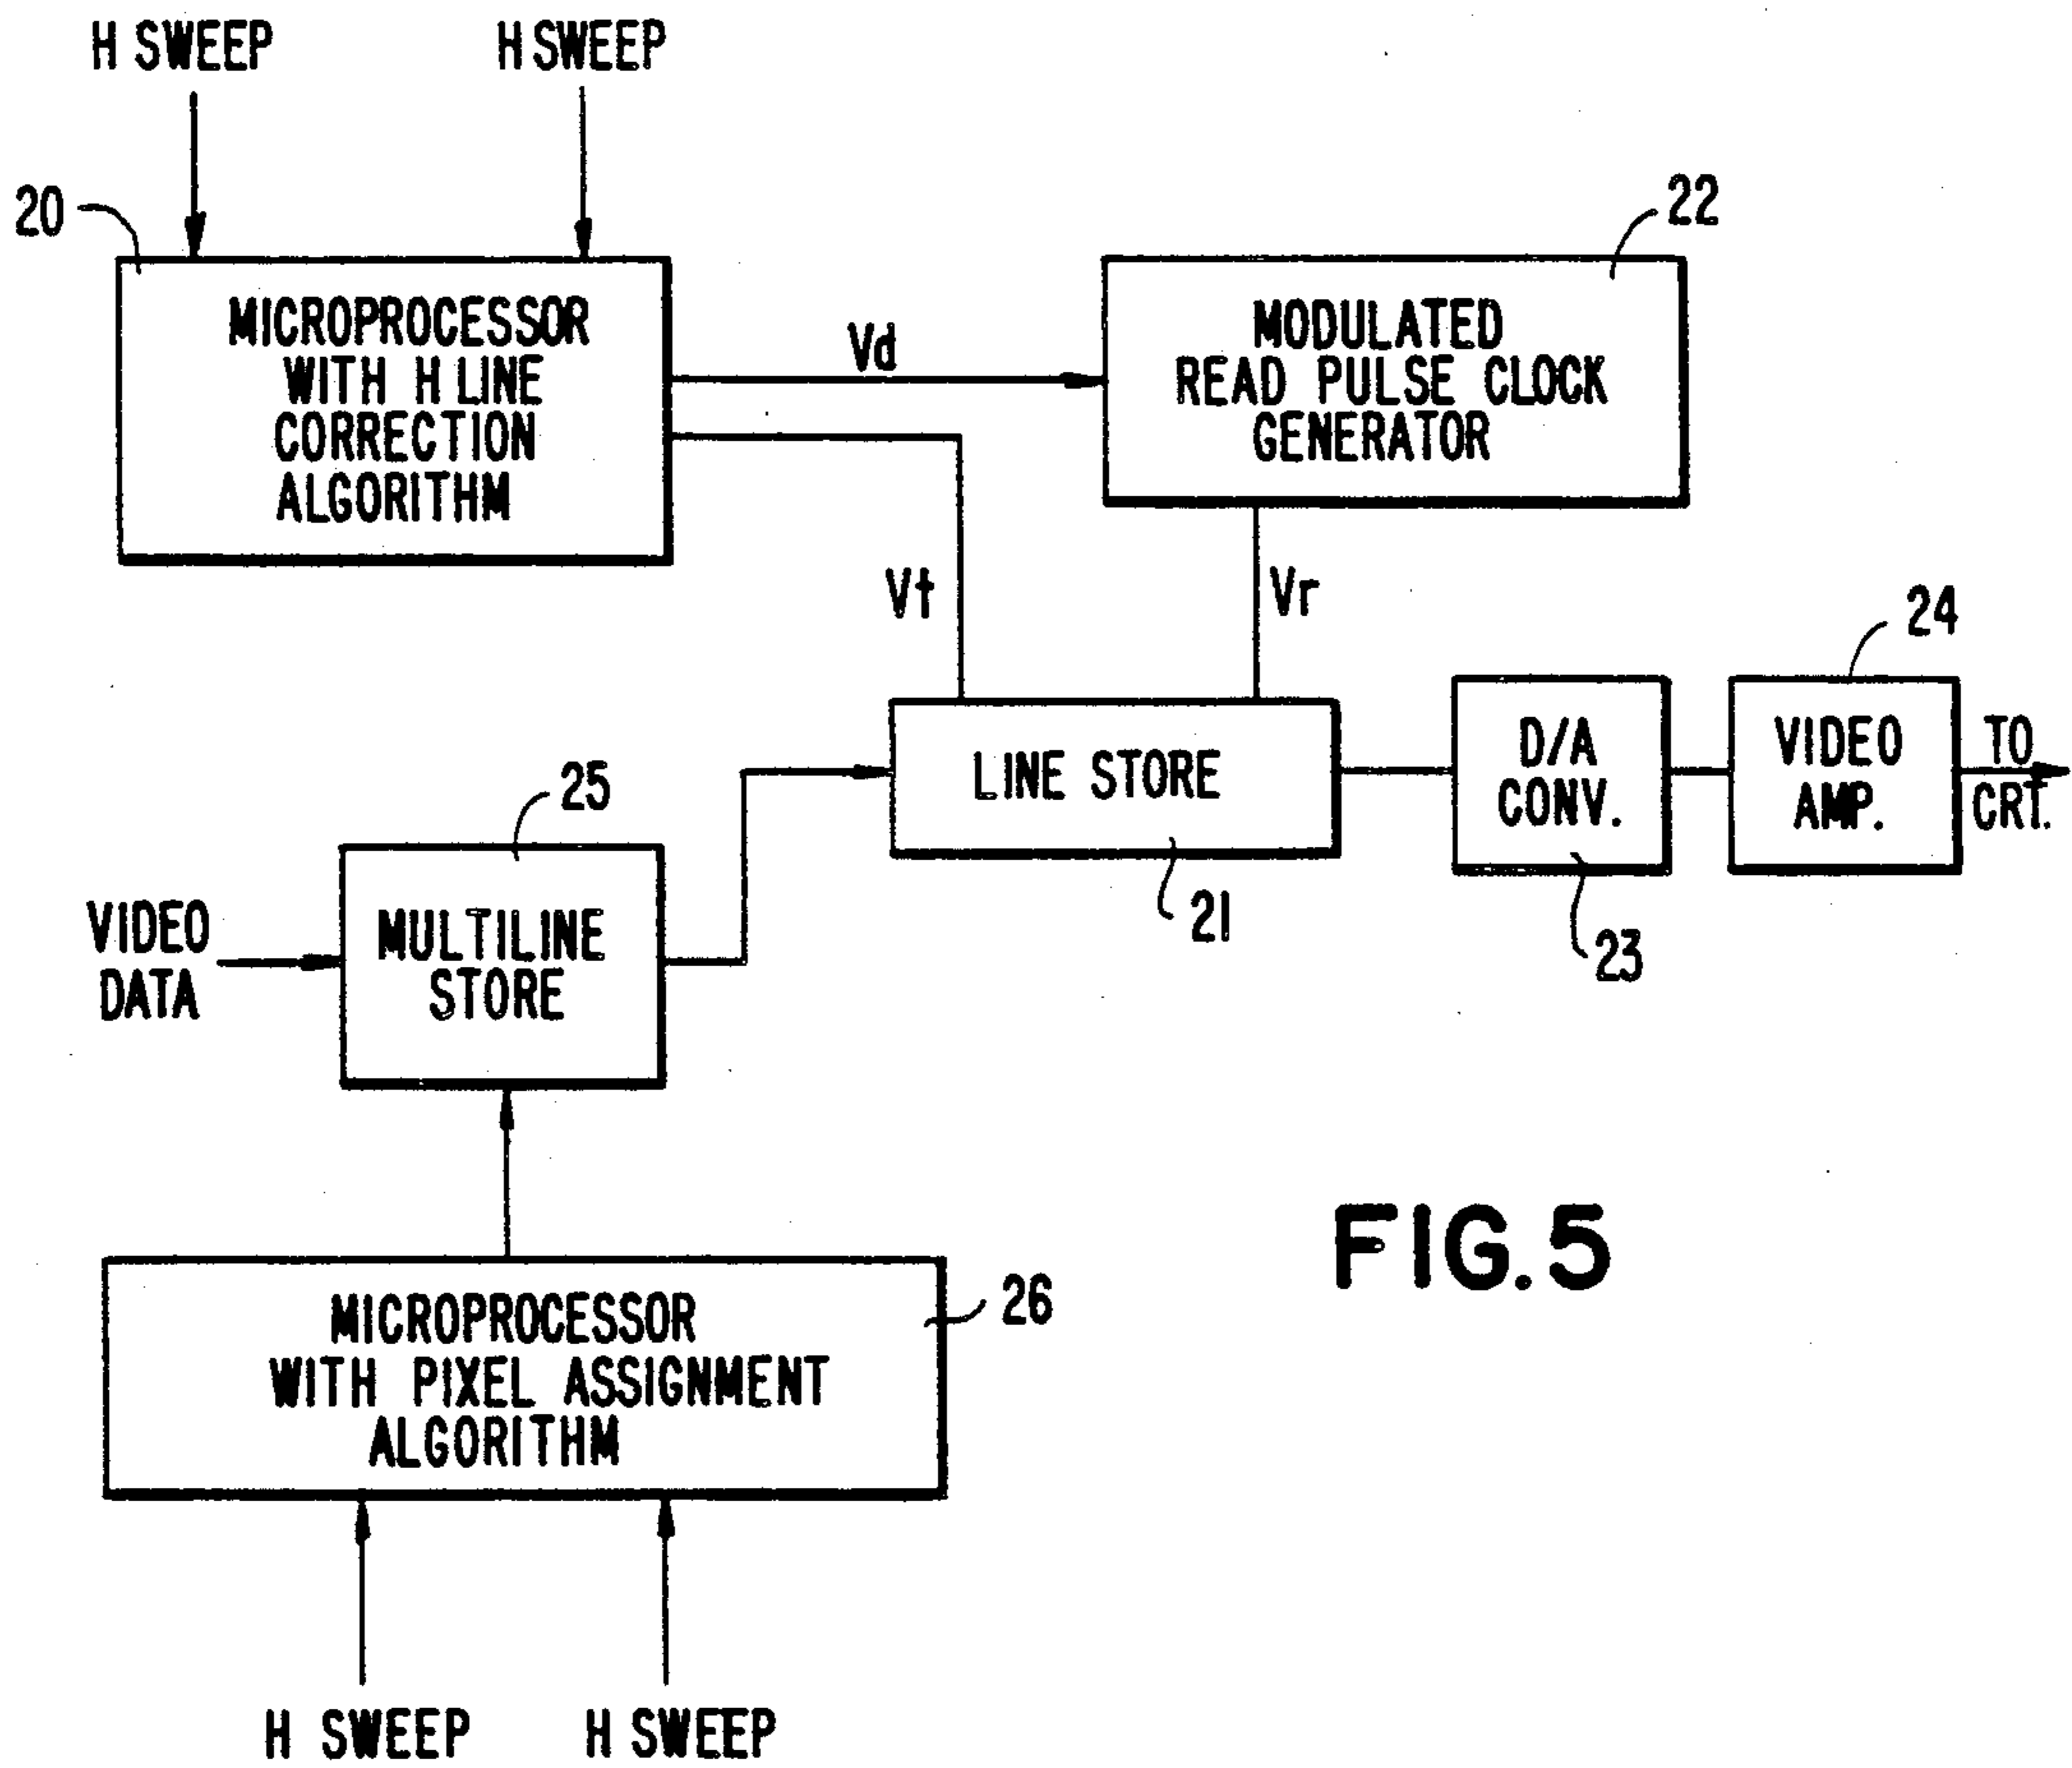 H SWEEP
H SWEEP
20
22
MICROPROCESSOR
WITH H LINE
CORRECTION
ALGORITHM
Vd
MODULATED
READ PULSE CLOCK
GENERATOR
Vt
Vr
24
LINE STORE
D/A
CONV.
VIDEO
AMP.
TO
CRT.
25
21
23
VIDEO
DATA
MULTILINE
STORE
FIG.5
26
MICROPROCESSOR
WITH PIXEL ASSIGNMENT
ALGORITHM
H SWEEP
H SWEEP